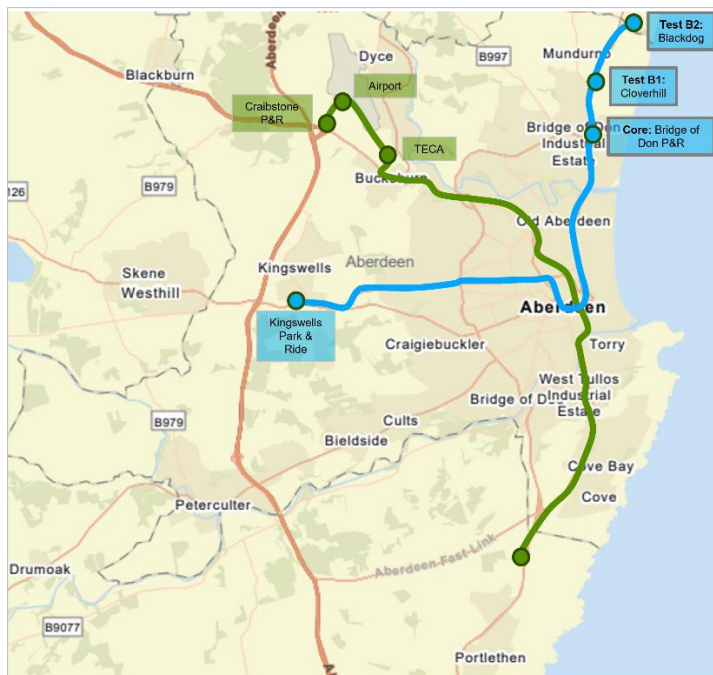 Test B2:
Blackdog
Mundurno
Dyce
B997
Aberdeen
Blackburn
Airport
Test B1:
Cloverhill
Craibstone
P&R
Bridge of Don
Industrial
Estate
Core: Bridge of
Don P&R
TECA
Bucksburn
B979
126
Old Aberdeen
Kingswells
Aberdeen
Skene
Westhill
Aberdeen
Kingswells
Park &
Ride
Craigiebuckler
Torry
West Tullos
Industrial
Estate
Bridge of Dee
B979
Cults
Bieldside
Cove Bay
Cove
Peterculter
Aberdeen Fast Link
Drumoak
B9077
Portlethen